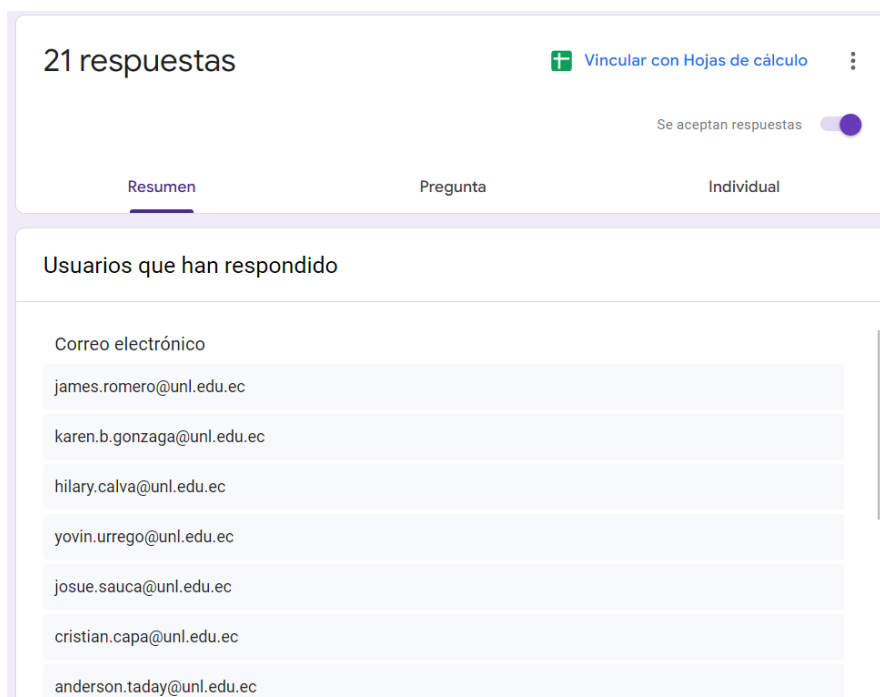 21 respuestas
Vincular con Hojas de cálculo
Se aceptan respuestas
Resumen
Pregunta
Individual
Usuarios que han respondido
Correo electrónico
james.romero@unl.edu.ec
karen.b.gonzaga@unl.edu.ec
hilary.calva@unl.edu.ec
yovin.urrego@unl.edu.ec
josue.sauca@unl.edu.ec
cristian.capa@unl.edu.ec
anderson.taday@unl.edu.ec